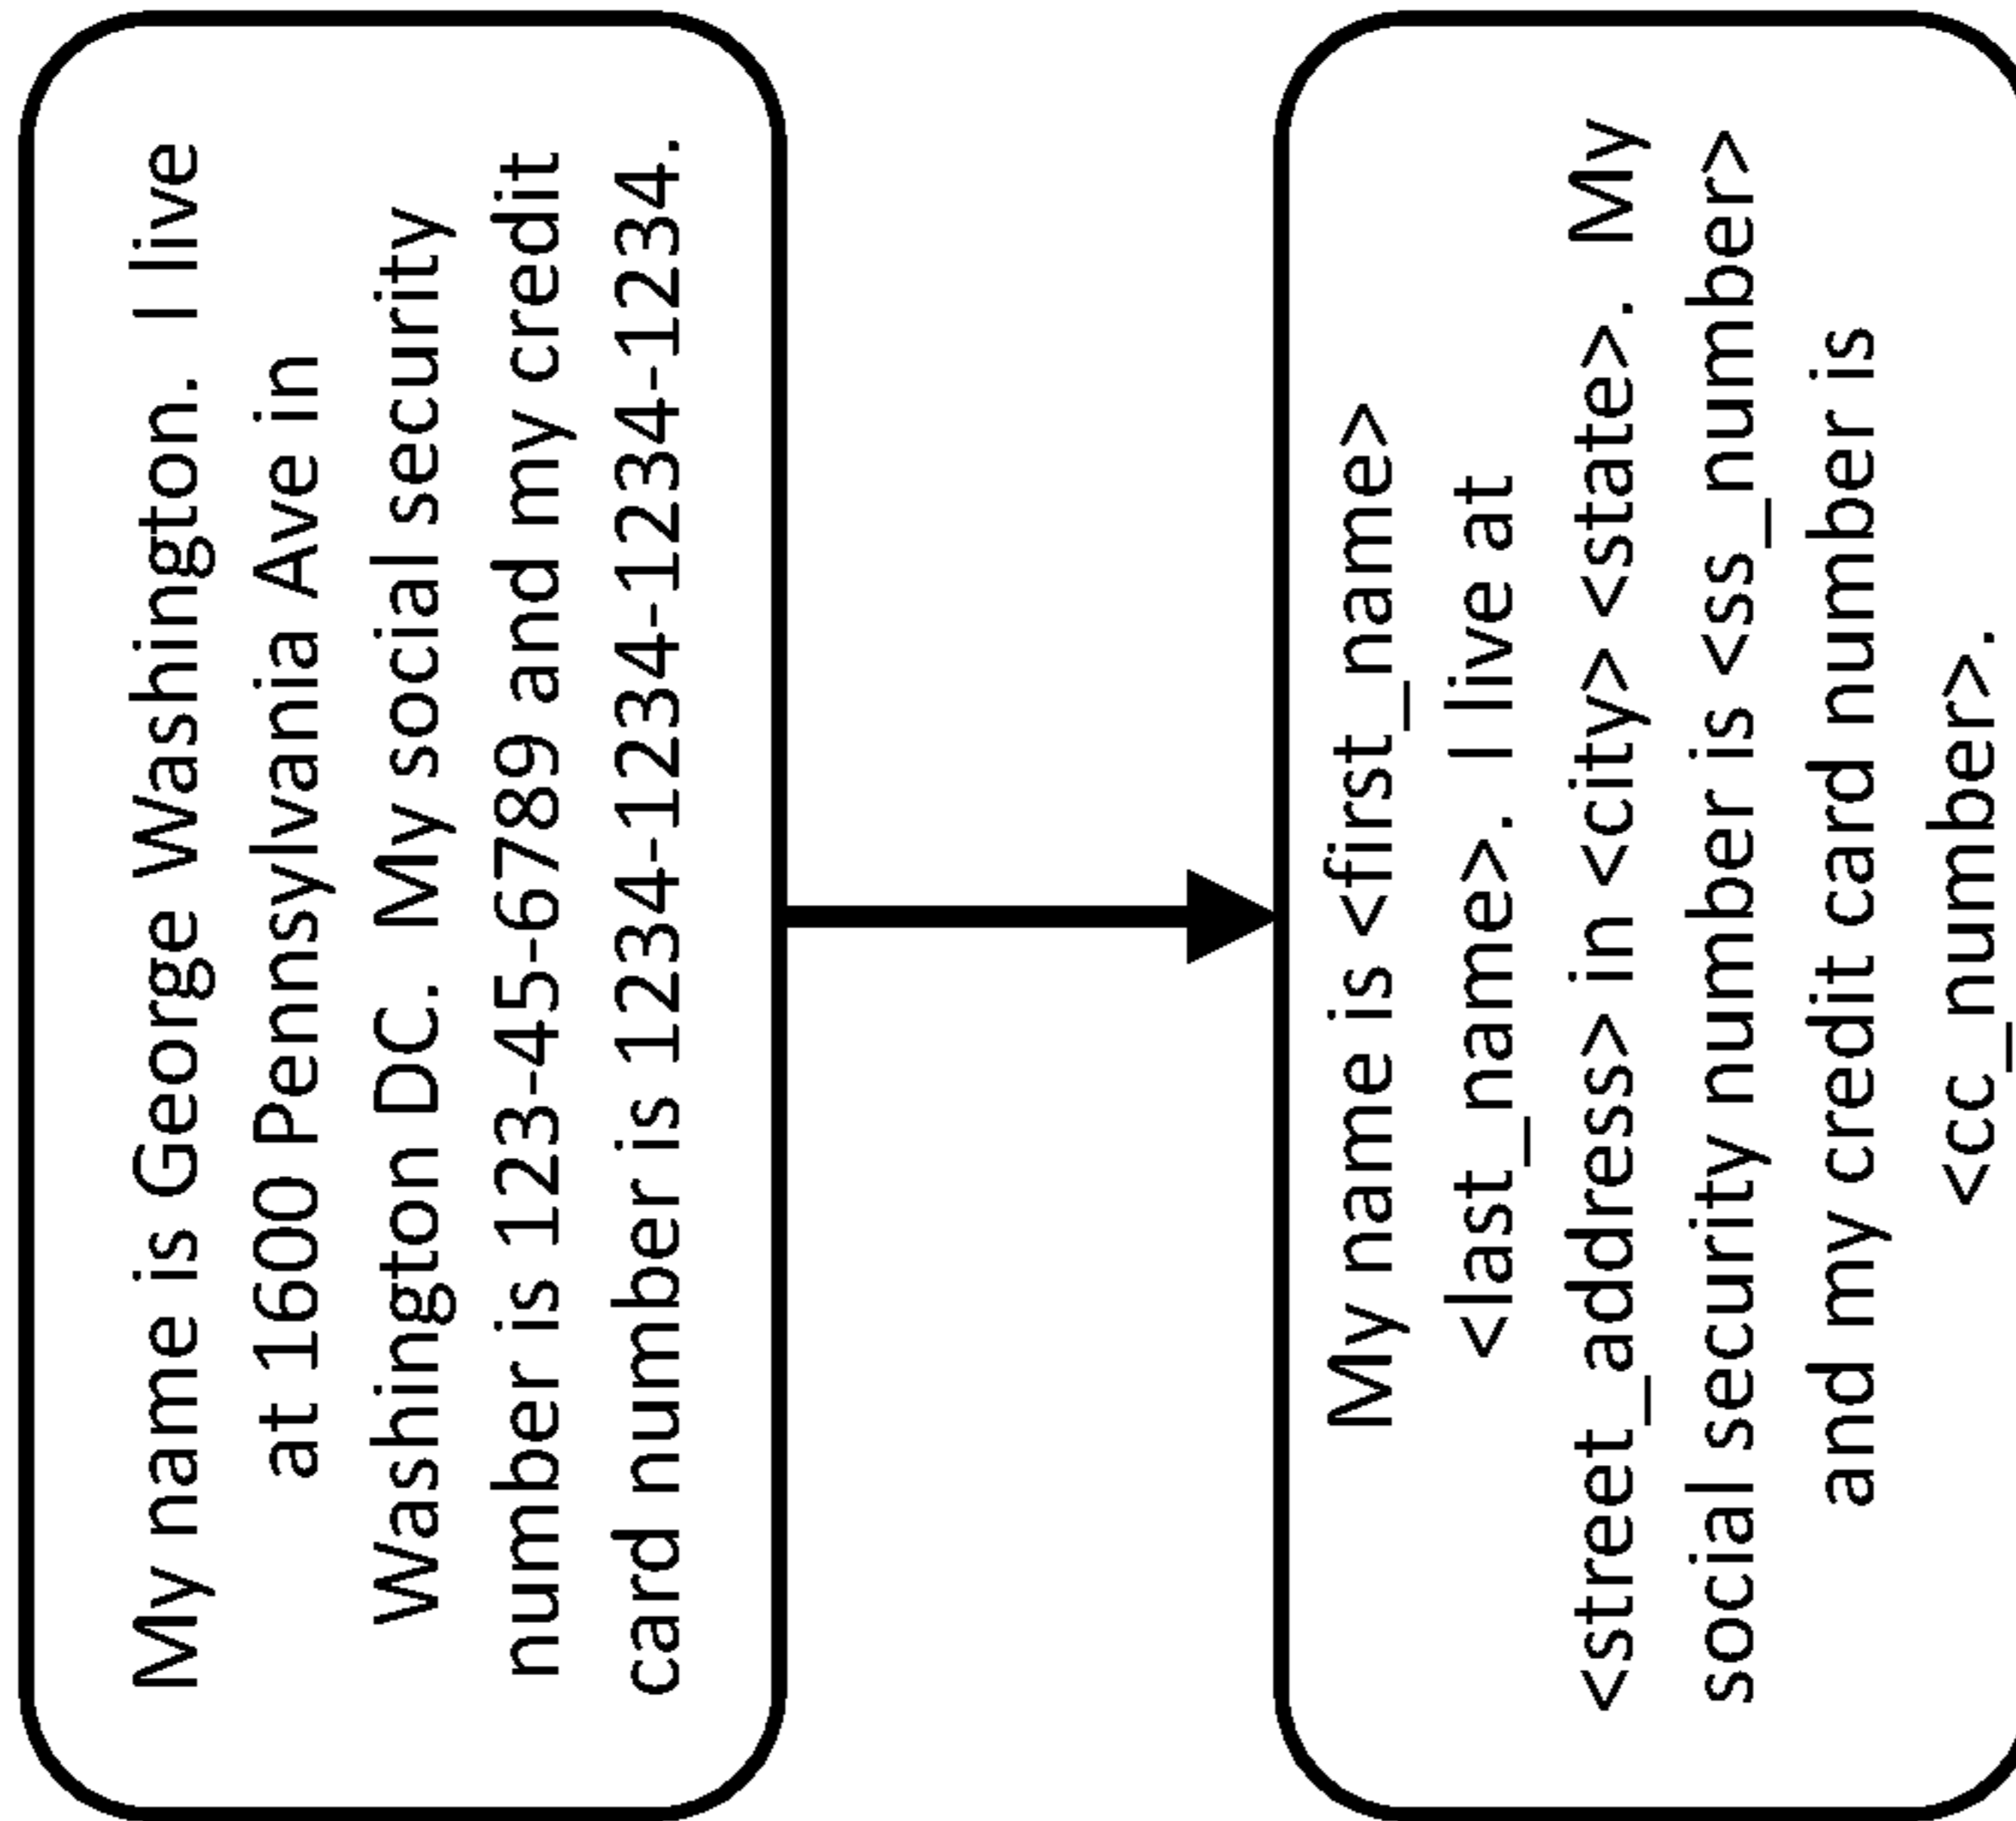 My name is George Washington. I live
at 1600 Pennsylvania Ave in
Washington DC. My social security
number is 123-45-6789 and my credit
card number is 1234-1234-1234-1234.
My name is <first_name>
<last_name>. I live at
<street_address> in <city> <state>. My
social security number is <ss_number>
and my credit card number is
<cc_number>.